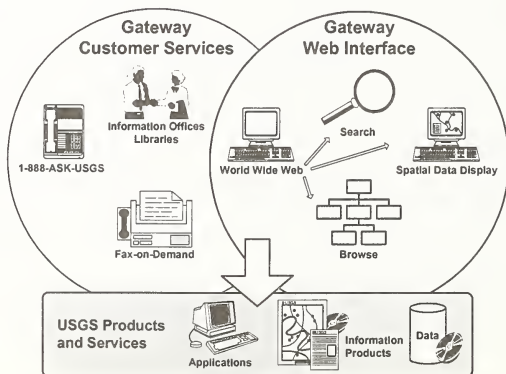 Gateway
Customer Services
Gateway
Web Interface
Information Offices
Libraries
1-888-ASK-USGS
Fax-on-Demand
Search
World Wide Web
Spatial Data Display
Browse
USGS Products
and Services
Applications
Information
Products
Data